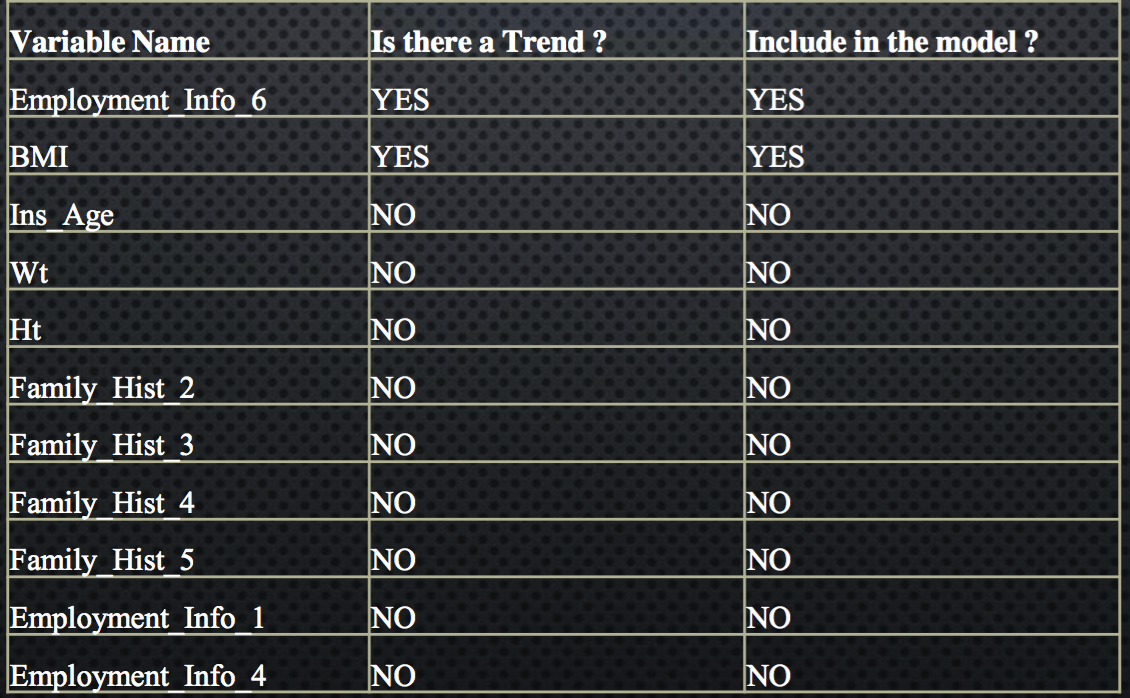 Variable Name Is there a Trend ? Include in the model ?
Employment_Info_6 YES YES
BMI YES YES
Ins_Age NO NO
Wt NO NO
Ht NO NO
Family_Hist_2 NO NO
Family_Hist_3 NO NO
Family_Hist_4 NO NO
Family_Hist_5 NO NO
Employment_Info_1 NO NO
Employment_Info_4 NO NO